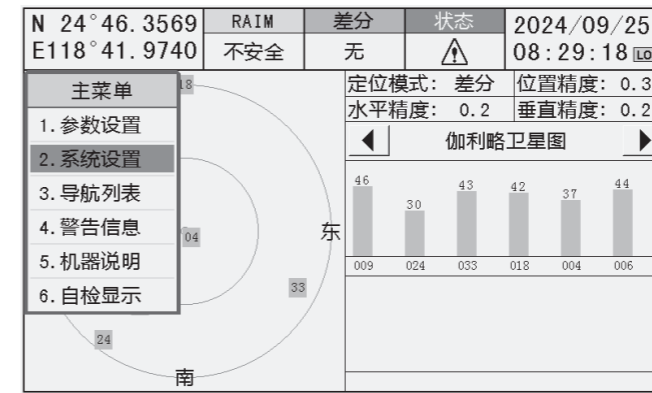 N 24°46.3569
E118°41.9740
RAIM
不安全
差分
无
状态
2024/09/25
08:29:18 LO
主菜单
1.参数设置
2.系统设置
3.导航列表
4.警告信息
5.机器说明
6.自检显示
18
04
33
24
东
南
定位模式: 差分
位置精度: 0.3
水平精度: 0.2
垂直精度: 0.2
伽利略卫星图
46 30 43 42 37 44
009 024 033 018 004 006